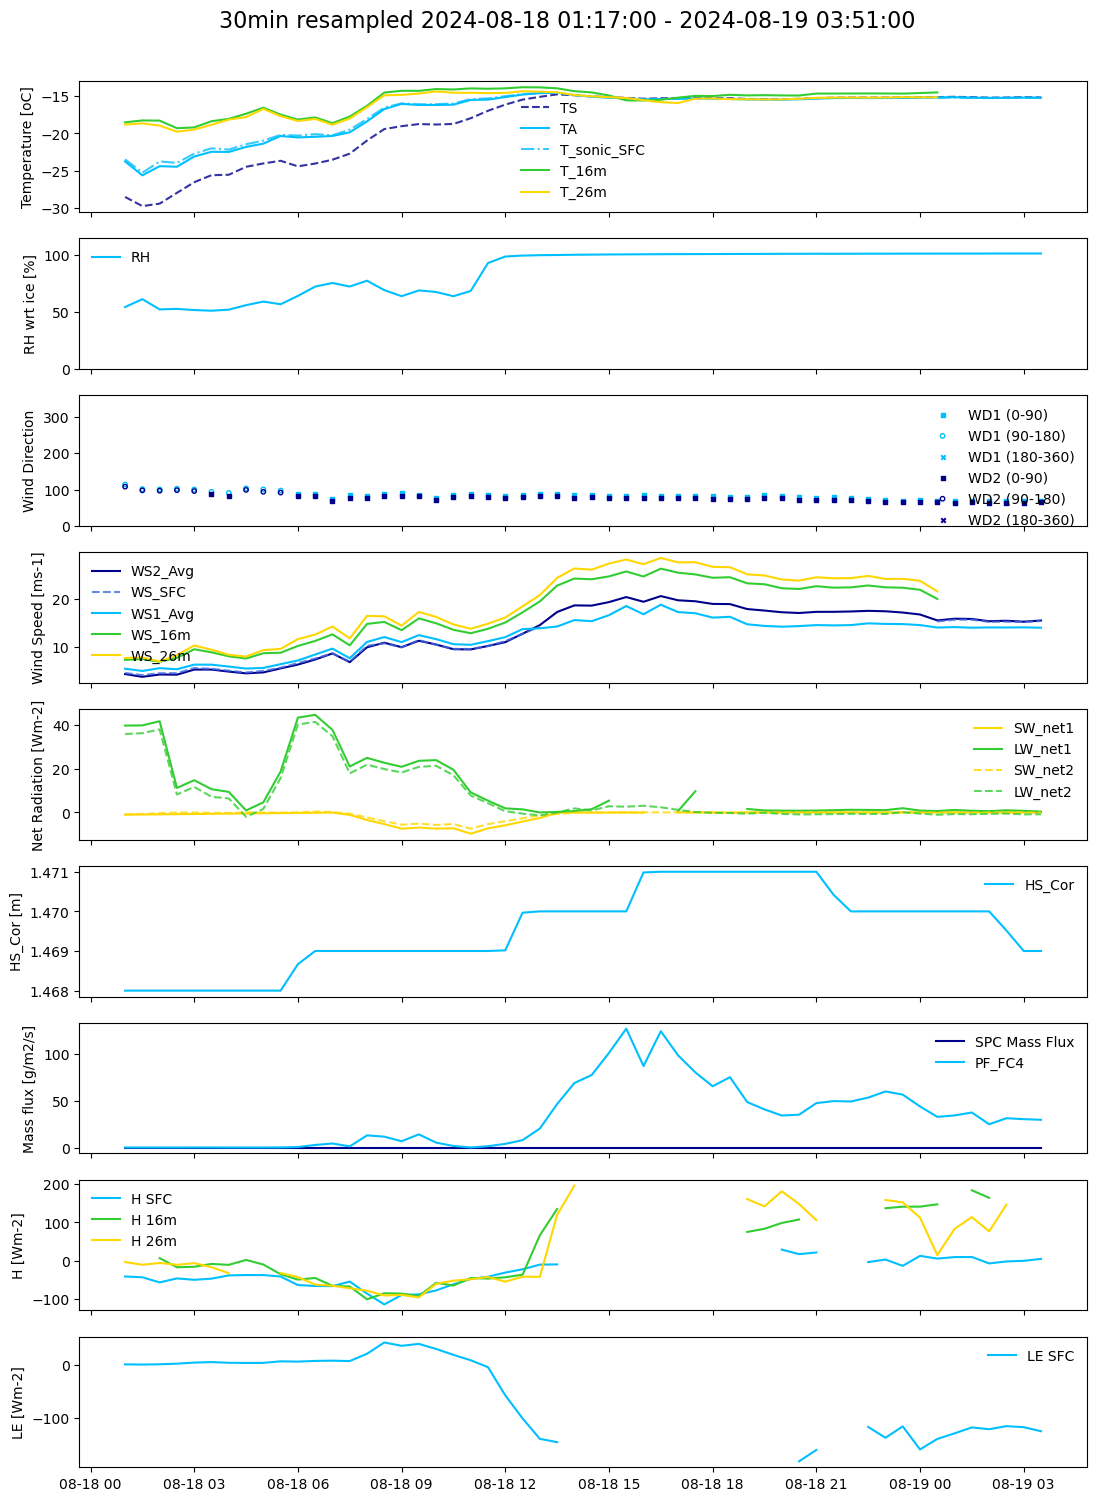 30min resampled 2024-08-18 01:17:00 - 2024-08-19 03:51:00
Temperature [oC]
−15
−20
−25
−30
TS
TA
T_sonic_SFC
T_16m
T_26m
RH wrt ice [%]
100
50
0
RH
Wind Direction
300
200
100
0
WD1 (0-90)
WD1 (90-180)
WD1 (180-360)
WD2 (0-90)
WD2 (90-180)
WD2 (180-360)
Wind Speed [ms-1]
20
10
WS2_Avg
WS_SFC
WS1_Avg
WS_16m
WS_26m
Net Radiation [Wm-2]
40
20
0
SW_net1
LW_net1
SW_net2
LW_net2
HS_Cor [m]
1.471
1.470
1.469
1.468
HS_Cor
Mass flux [g/m2/s]
100
50
0
SPC Mass Flux
PF_FC4
H [Wm-2]
200
100
0
−100
H SFC
H 16m
H 26m
LE [Wm-2]
0
−100
LE SFC
08-18 00 08-18 03 08-18 06 08-18 09 08-18 12 08-18 15 08-18 18 08-18 21 08-19 00 08-19 03